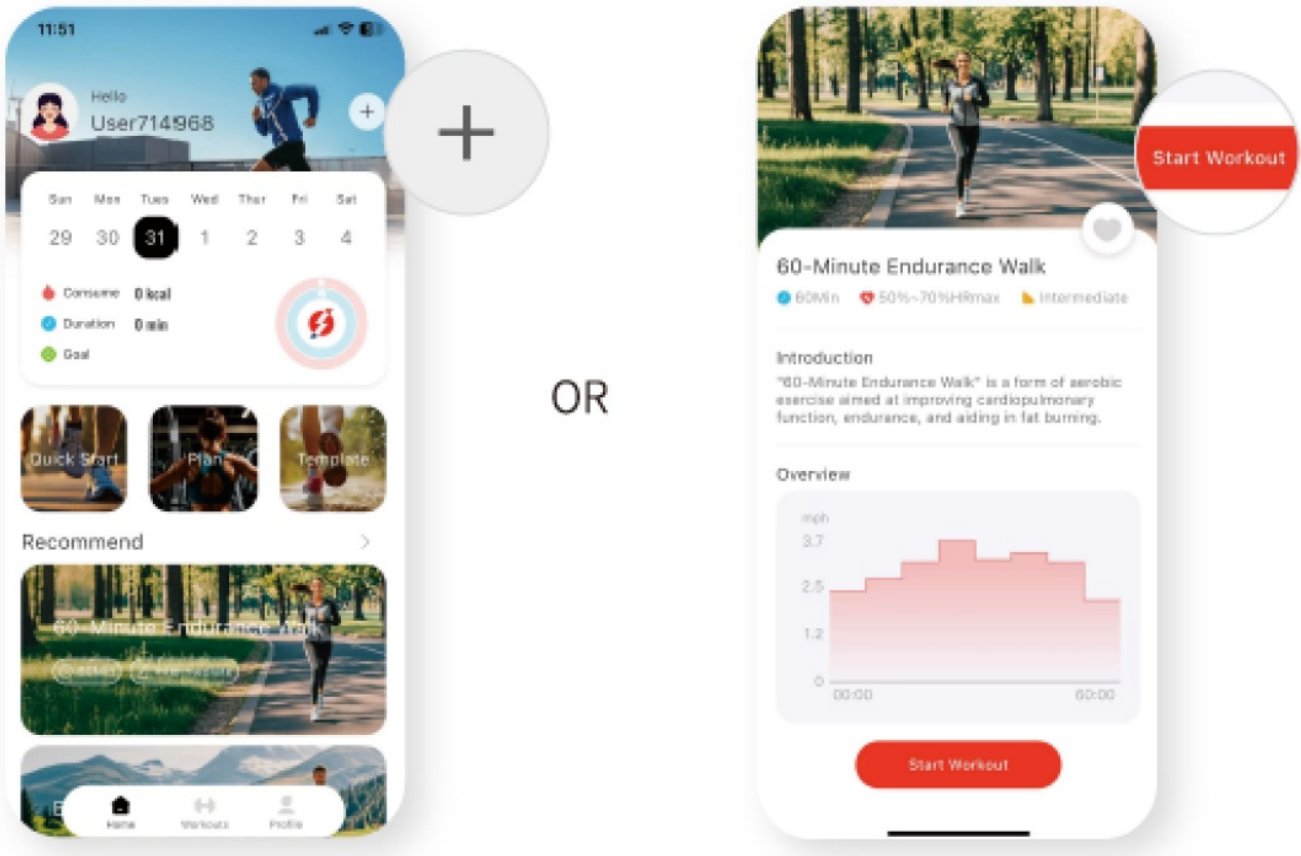 11:51
Hello
User714968
+
+
Sun Mon Tues Wed Thur Fri Sat
29 30 31 1 2 3 4
Consume 0 kcal
Duration 0 min
Goal
Quick Start
Plan
Template
Recommend >
60-Minute Endurance Walk
Home
Workouts
Profile
OR
Start Workout
60-Minute Endurance Walk
60Min 50%~70%HRmax Intermediate
Introduction
"60-Minute Endurance Walk" is a form of aerobic
exercise aimed at improving cardiopulmonary
function, endurance, and aiding in fat burning.
Overview
mph
3.7
2.5
1.2
0
00:00 60:00
Start Workout